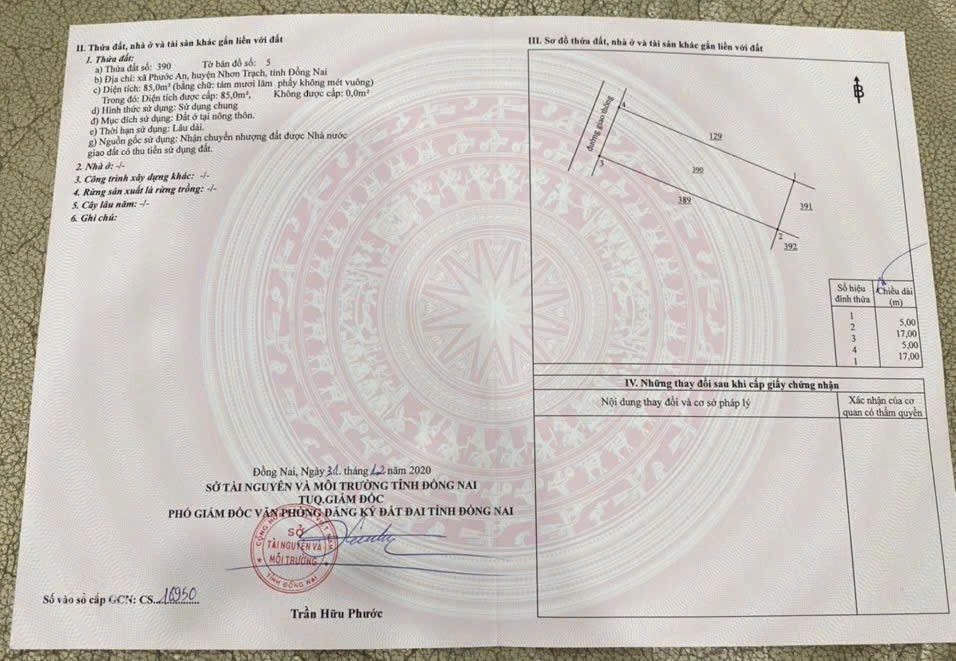 II. Thửa đất, nhà ở và tài sản khác gắn liền với đất
1. Thửa đất:
a) Thửa đất số: 390 Tờ bản đồ số: 5
b) Địa chỉ: xã Phước An, huyện Nhơn Trạch, tỉnh Đồng Nai
c) Diện tích: 85,0m² (bằng chữ: tám mươi lăm phẩy không mét vuông)
Trong đó: Diện tích được cấp: 85,0m², Không được cấp: 0,0m²
d) Hình thức sử dụng: Sử dụng chung
đ) Mục đích sử dụng: Đất ở tại nông thôn.
e) Thời hạn sử dụng: Lâu dài.
g) Nguồn gốc sử dụng: Nhận chuyển nhượng đất được Nhà nước
giao đất có thu tiền sử dụng đất.
2. Nhà ở: -/-
3. Công trình xây dựng khác: -/-
4. Rừng sản xuất là rừng trồng: -/-
5. Cây lâu năm: -/-
6. Ghi chú:
Đồng Nai, Ngày 31. tháng 12 năm 2020
SỞ TÀI NGUYÊN VÀ MÔI TRƯỜNG TỈNH ĐỒNG NAI
TUQ.GIÁM ĐỐC
PHÓ GIÁM ĐỐC VĂN PHÒNG ĐĂNG KÝ ĐẤT ĐAI TỈNH ĐỒNG NAI
SỞ
TÀI NGUYÊN VÀ
MÔI TRƯỜNG
TỈNH ĐỒNG NAI
Số vào sổ cấp GCN: CS...16950
Trần Hữu Phước
III. Sơ đồ thửa đất, nhà ở và tài sản khác gắn liền với đất
B
đường giao thông
4
129
3
390
1
389
391
2
392
Số hiệu đỉnh thửa
Chiều dài (m)
1
5,00
2
17,00
3
5,00
4
17,00
1
IV. Những thay đổi sau khi cấp giấy chứng nhận
Nội dung thay đổi và cơ sở pháp lý
Xác nhận của cơ
quan có thẩm quyền